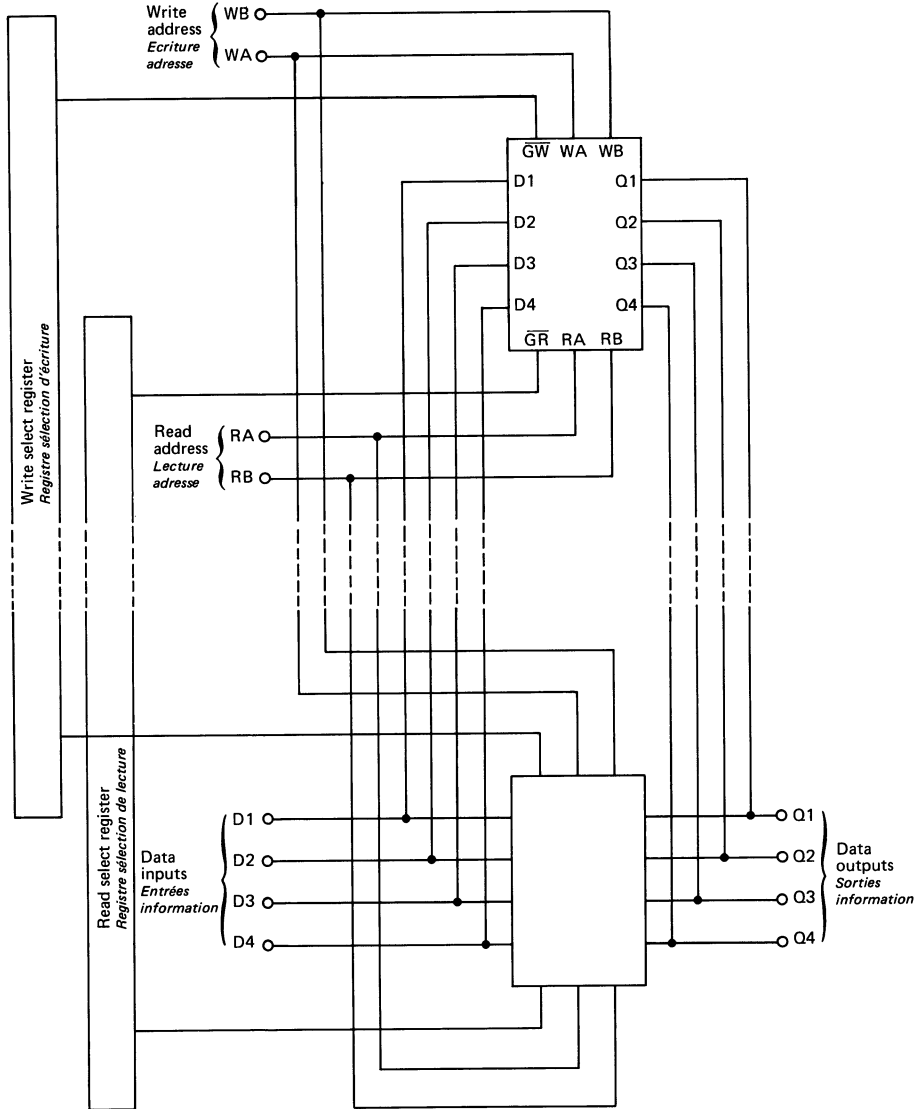 Write
address
Ecriture
adresse
WB
WA
G̅W̅ WA WB
D1 Q1
D2 Q2
D3 Q3
D4 Q4
G̅R̅ RA RB
Write select register
Registre sélection d'écriture
Read
address
Lecture
adresse
RA
RB
Read select register
Registre sélection de lecture
Data
inputs
Entrées
information
D1
D2
D3
D4
Q1
Q2
Q3
Q4
Data
outputs
Sorties
information